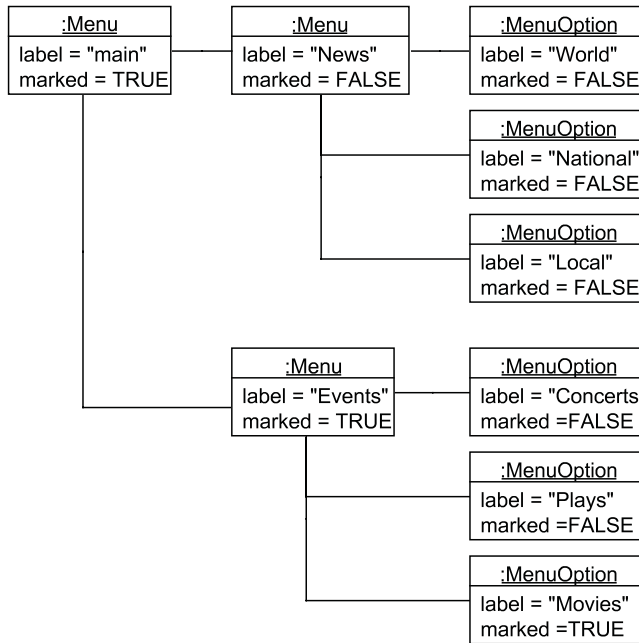 :Menu
label = "main"
marked = TRUE
:Menu
label = "News"
marked = FALSE
:MenuOption
label = "World"
marked = FALSE
:MenuOption
label = "National"
marked = FALSE
:MenuOption
label = "Local"
marked = FALSE
:Menu
label = "Events"
marked = TRUE
:MenuOption
label = "Concerts
marked =FALSE
:MenuOption
label = "Plays"
marked =FALSE
:MenuOption
label = "Movies"
marked =TRUE